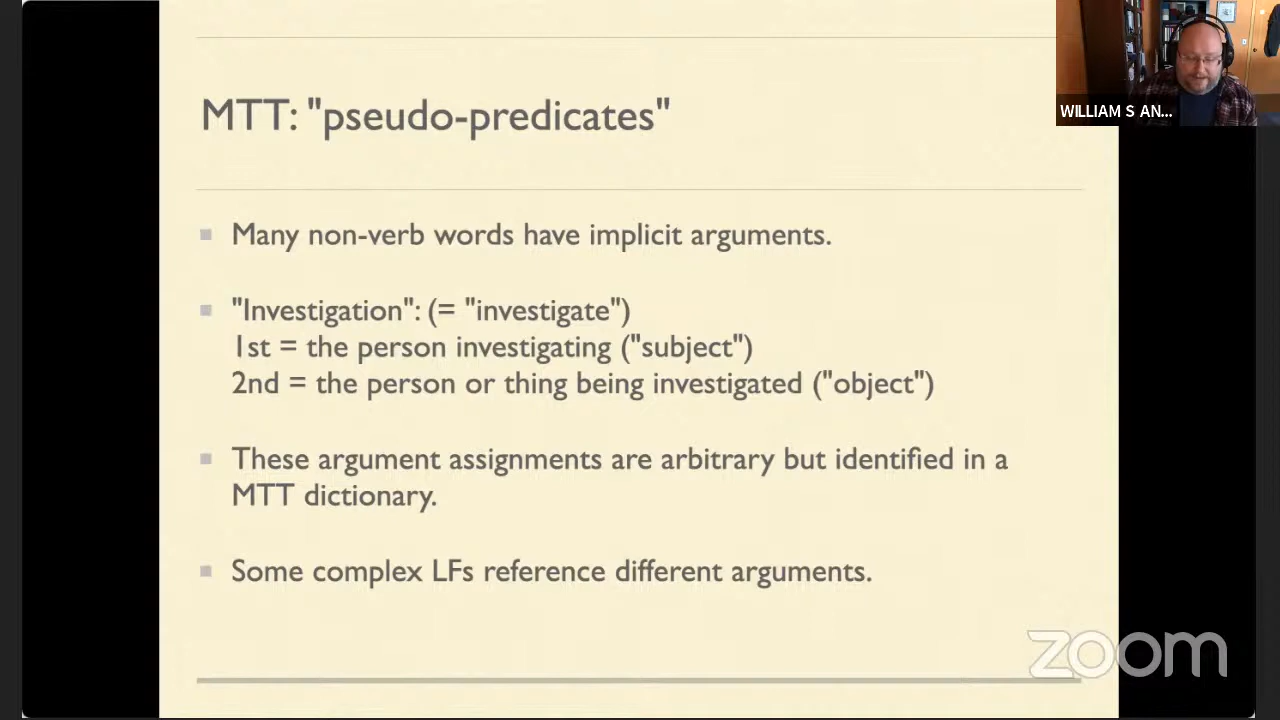 MTT: "pseudo-predicates"
WILLIAM S AN...
Many non-verb words have implicit arguments.
"Investigation": (= "investigate")
1st = the person investigating ("subject")
2nd = the person or thing being investigated ("object")
These argument assignments are arbitrary but identified in a
MTT dictionary.
Some complex LFs reference different arguments.
zoom